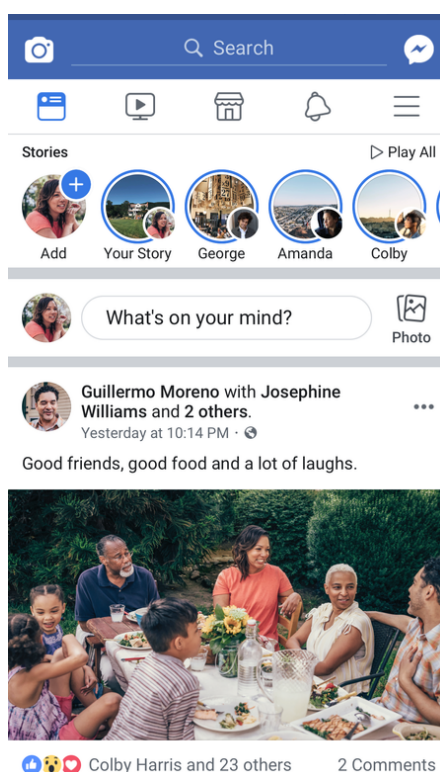 Search
Stories
Play All
Add
Your Story
George
Amanda
Colby
What's on your mind?
Photo
Guillermo Moreno with Josephine
Williams and 2 others.
Yesterday at 10:14 PM ·
Good friends, good food and a lot of laughs.
Colby Harris and 23 others
2 Comments